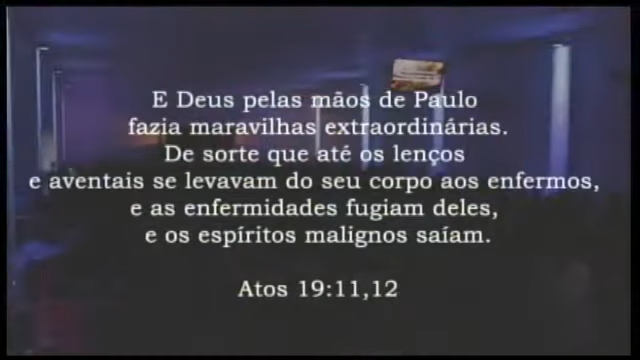 E Deus pelas mãos de Paulo
fazia maravilhas extraordinárias.
De sorte que até os lenços
e aventais se levavam do seu corpo aos enfermos,
e as enfermidades fugiam deles,
e os espíritos malignos saíam.
Atos 19:11,12